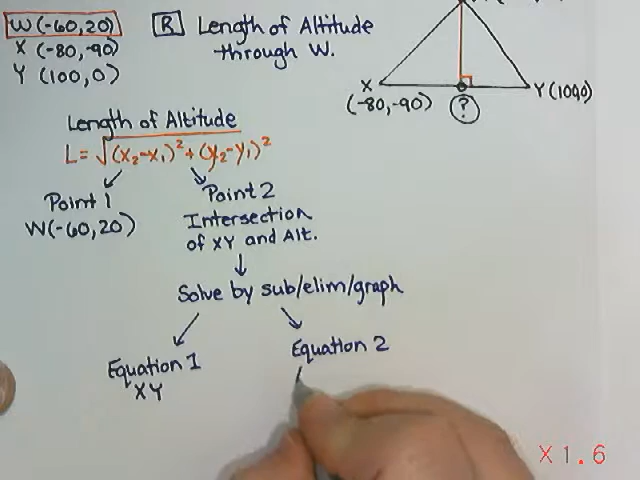 W(-60,20)
X (-80,-90)
Y (100,0)
R Length of Altitude
through W.
X
(-80,-90)
?
Y (100,0)
Length of Altitude
L=√(x₂-x₁)²+(y₂-y₁)²
Point 1
W(-60,20)
Point 2
Intersection
of XY and Alt.
Solve by sub/elim/graph
Equation 1
XY
Equation 2
X1.6